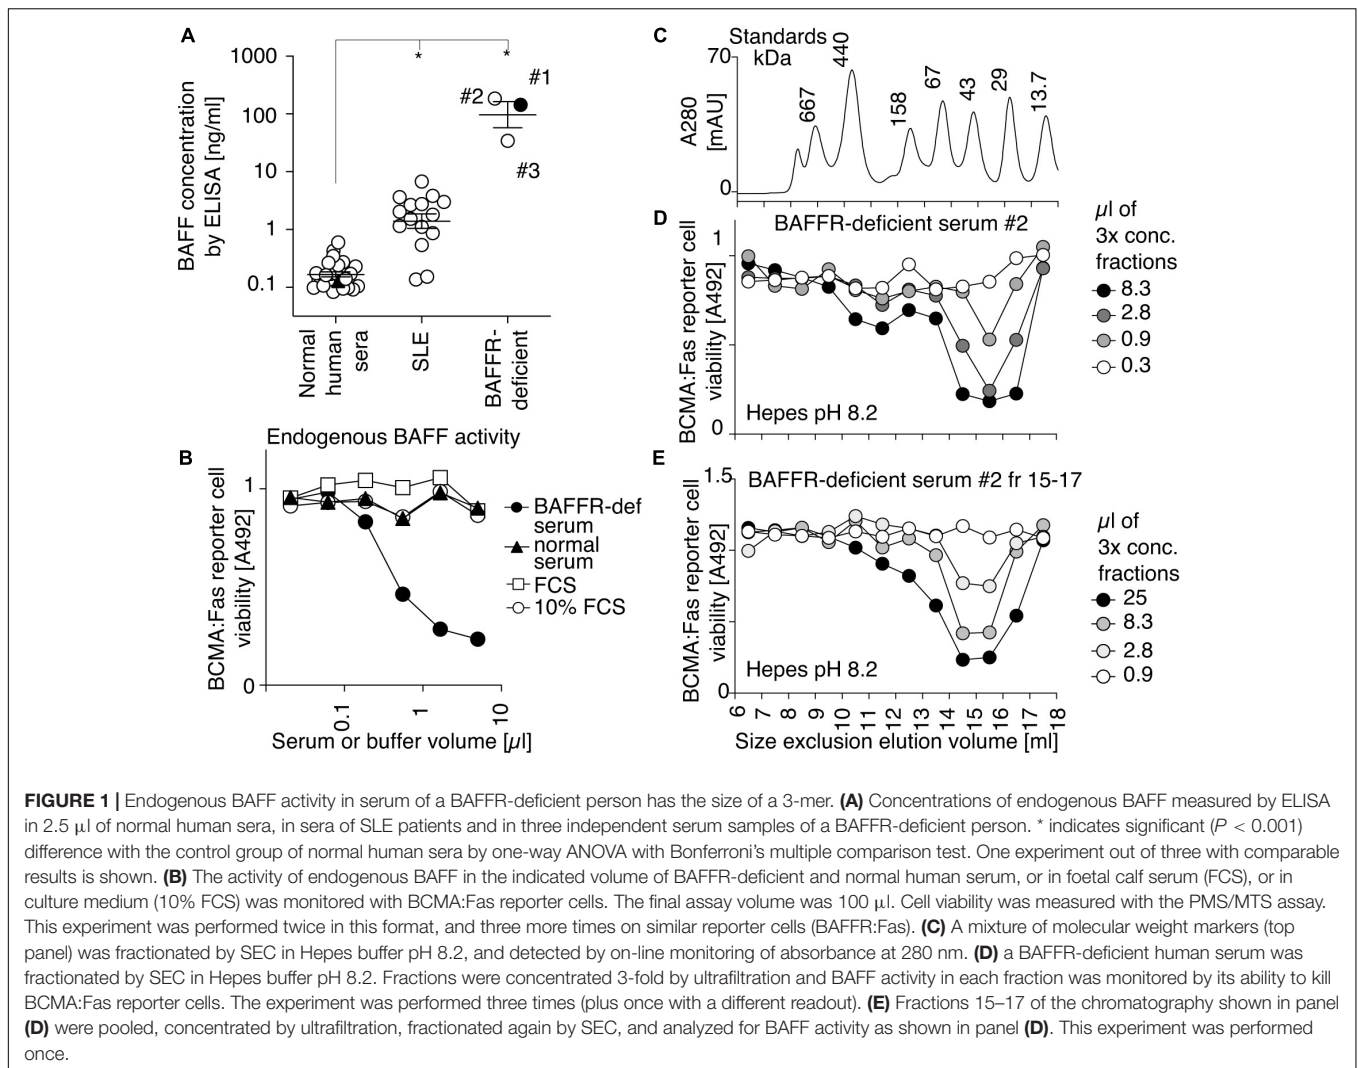 A
BAFF concentration
by ELISA [ng/ml]
1000
100
10
1
0.1
*
*
#1
#2
#3
Normal
human
sera
SLE
BAFFR-
deficient
B
Endogenous BAFF activity
BCMA:Fas reporter cell
viability [A492]
1
0
0.1
1
10
Serum or buffer volume [µl]
BAFFR-def
serum
normal
serum
FCS
10% FCS
C
Standards
kDa
A280
[mAU]
70
0
667
440
158
67
43
29
13.7
D
BAFFR-deficient serum #2
BCMA:Fas reporter cell
viability [A492]
1
0
Hepes pH 8.2
µl of
3x conc.
fractions
8.3
2.8
0.9
0.3
E
BAFFR-deficient serum #2 fr 15-17
BCMA:Fas reporter cell
viability [A492]
1.5
0
Hepes pH 8.2
µl of
3x conc.
fractions
25
8.3
2.8
0.9
6 7 8 9 10 11 12 13 14 15 16 17 18
Size exclusion elution volume [ml]
FIGURE 1 | Endogenous BAFF activity in serum of a BAFFR-deficient person has the size of a 3-mer. (A) Concentrations of endogenous BAFF measured by ELISA
in 2.5 µl of normal human sera, in sera of SLE patients and in three independent serum samples of a BAFFR-deficient person. * indicates significant (P < 0.001)
difference with the control group of normal human sera by one-way ANOVA with Bonferroni's multiple comparison test. One experiment out of three with comparable
results is shown. (B) The activity of endogenous BAFF in the indicated volume of BAFFR-deficient and normal human serum, or in foetal calf serum (FCS), or in
culture medium (10% FCS) was monitored with BCMA:Fas reporter cells. The final assay volume was 100 µl. Cell viability was measured with the PMS/MTS assay.
This experiment was performed twice in this format, and three more times on similar reporter cells (BAFFR:Fas). (C) A mixture of molecular weight markers (top
panel) was fractionated by SEC in Hepes buffer pH 8.2, and detected by on-line monitoring of absorbance at 280 nm. (D) a BAFFR-deficient human serum was
fractionated by SEC in Hepes buffer pH 8.2. Fractions were concentrated 3-fold by ultrafiltration and BAFF activity in each fraction was monitored by its ability to kill
BCMA:Fas reporter cells. The experiment was performed three times (plus once with a different readout). (E) Fractions 15–17 of the chromatography shown in panel
(D) were pooled, concentrated by ultrafiltration, fractionated again by SEC, and analyzed for BAFF activity as shown in panel (D). This experiment was performed
once.